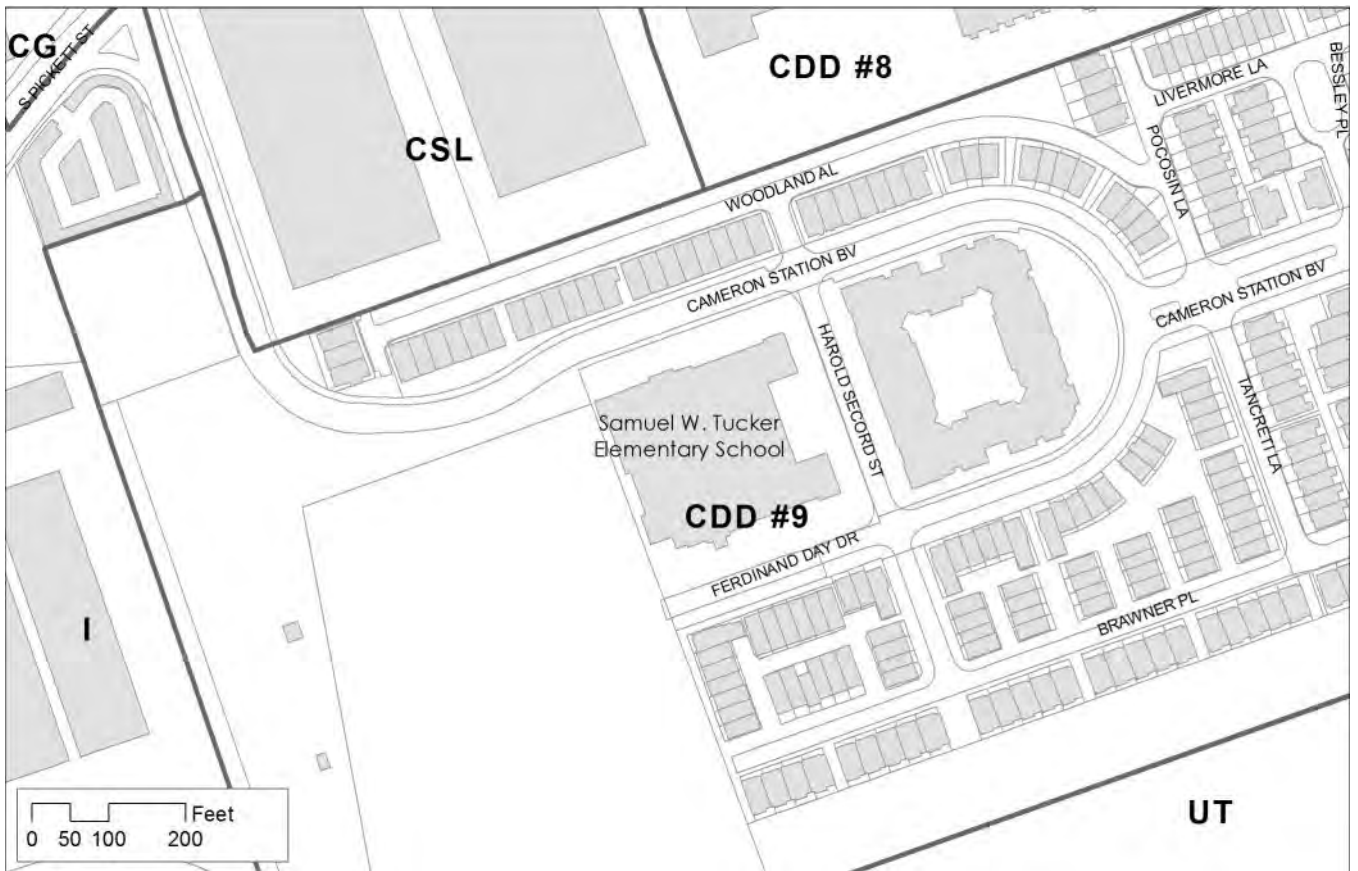 CG
S PICKETT ST
CDD #8
BESSLEY PL
LIVERMORE LA
CSL
POCOSIN LA
WOODLAND AL
CAMERON STATION BV
CAMERON STATION BV
HAROLD SECORD ST
TANCRETI LA
Samuel W. Tucker
Elementary School
CDD #9
FERDINAND DAY DR
BRAWNER PL
I
UT
Feet
0 50 100 200